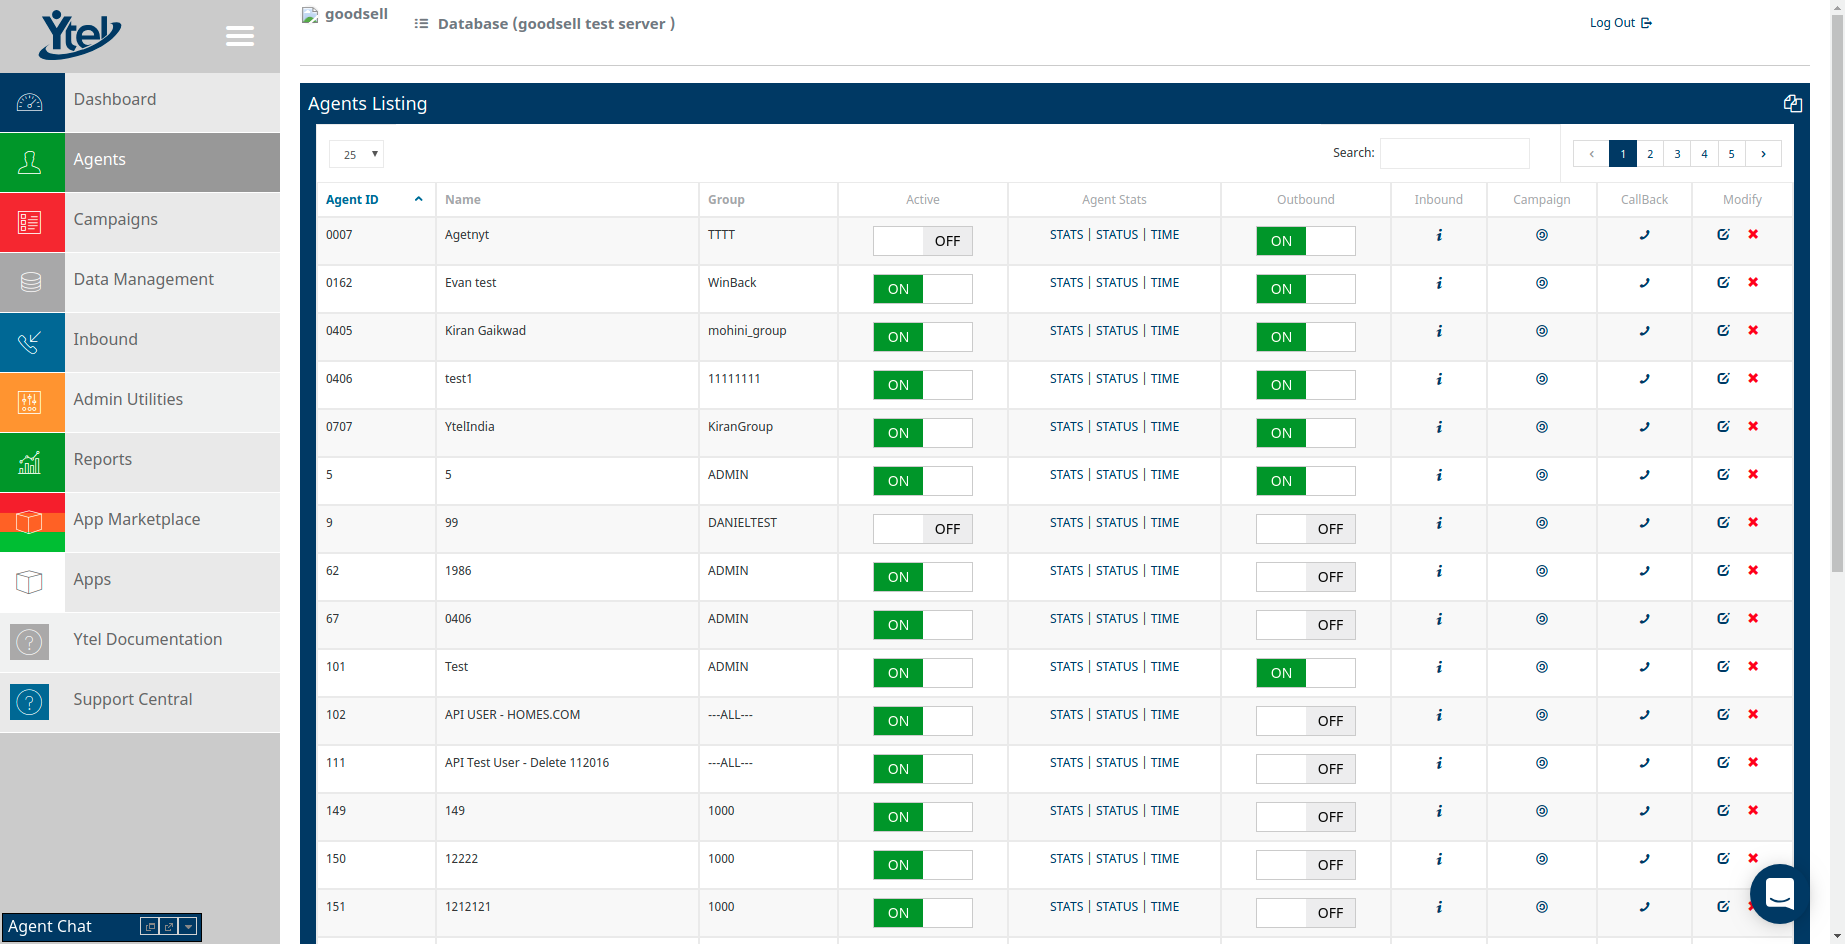 Ytel
goodsell
Database (goodsell test server )
Log Out
Dashboard
Agents
Campaigns
Data Management
Inbound
Admin Utilities
Reports
App Marketplace
Apps
? Ytel Documentation
? Support Central
Agent Chat
Agents Listing
25
Search:
‹ 1 2 3 4 5 ›
Agent ID Name Group Active Agent Stats Outbound Inbound Campaign CallBack Modify
0007 Agetnyt TTTT OFF STATS | STATUS | TIME ON i
0162 Evan test WinBack ON STATS | STATUS | TIME ON i
0405 Kiran Gaikwad mohini_group ON STATS | STATUS | TIME ON i
0406 test1 11111111 ON STATS | STATUS | TIME ON i
0707 YtelIndia KiranGroup ON STATS | STATUS | TIME ON i
5 5 ADMIN ON STATS | STATUS | TIME ON i
9 99 DANIELTEST OFF STATS | STATUS | TIME OFF i
62 1986 ADMIN ON STATS | STATUS | TIME OFF i
67 0406 ADMIN ON STATS | STATUS | TIME OFF i
101 Test ADMIN ON STATS | STATUS | TIME ON i
102 API USER - HOMES.COM ---ALL--- ON STATS | STATUS | TIME OFF i
111 API Test User - Delete 112016 ---ALL--- ON STATS | STATUS | TIME OFF i
149 149 1000 ON STATS | STATUS | TIME OFF i
150 12222 1000 ON STATS | STATUS | TIME OFF i
151 1212121 1000 ON STATS | STATUS | TIME OFF i